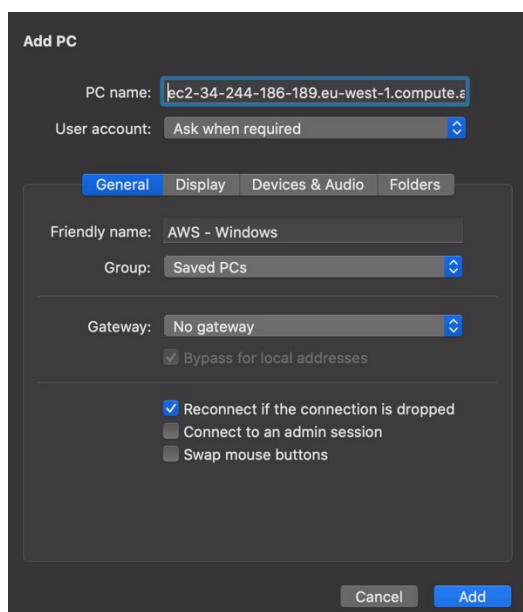 Add PC
PC name: ec2-34-244-186-189.eu-west-1.compute.a
User account: Ask when required
General Display Devices & Audio Folders
Friendly name: AWS - Windows
Group: Saved PCs
Gateway: No gateway
Bypass for local addresses
Reconnect if the connection is dropped
Connect to an admin session
Swap mouse buttons
Cancel Add